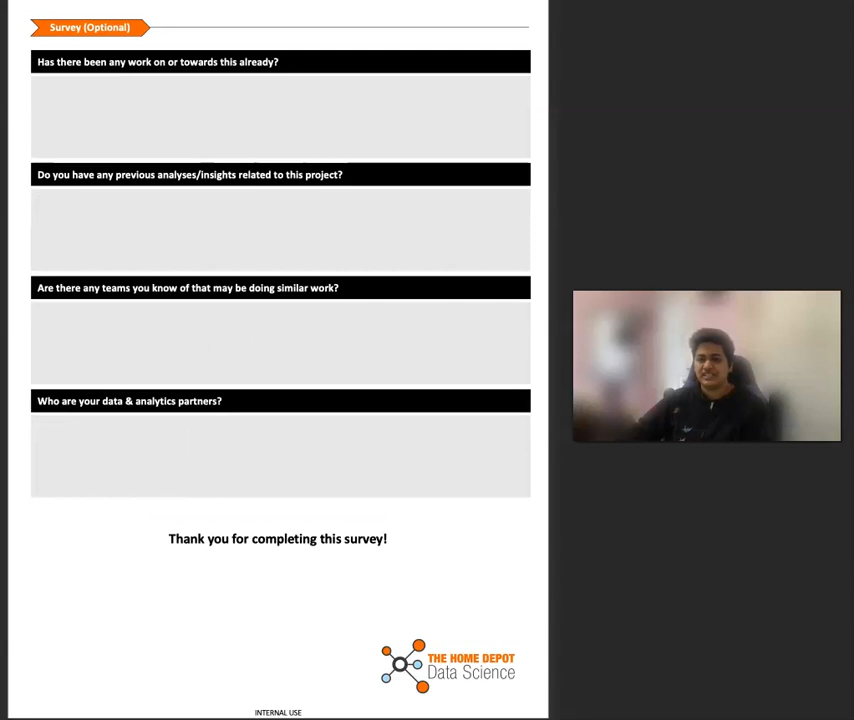 Survey (Optional)
Has there been any work on or towards this already?
Do you have any previous analyses/insights related to this project?
Are there any teams you know of that may be doing similar work?
Who are your data & analytics partners?
Thank you for completing this survey!
THE HOME DEPOT
Data Science
INTERNAL USE